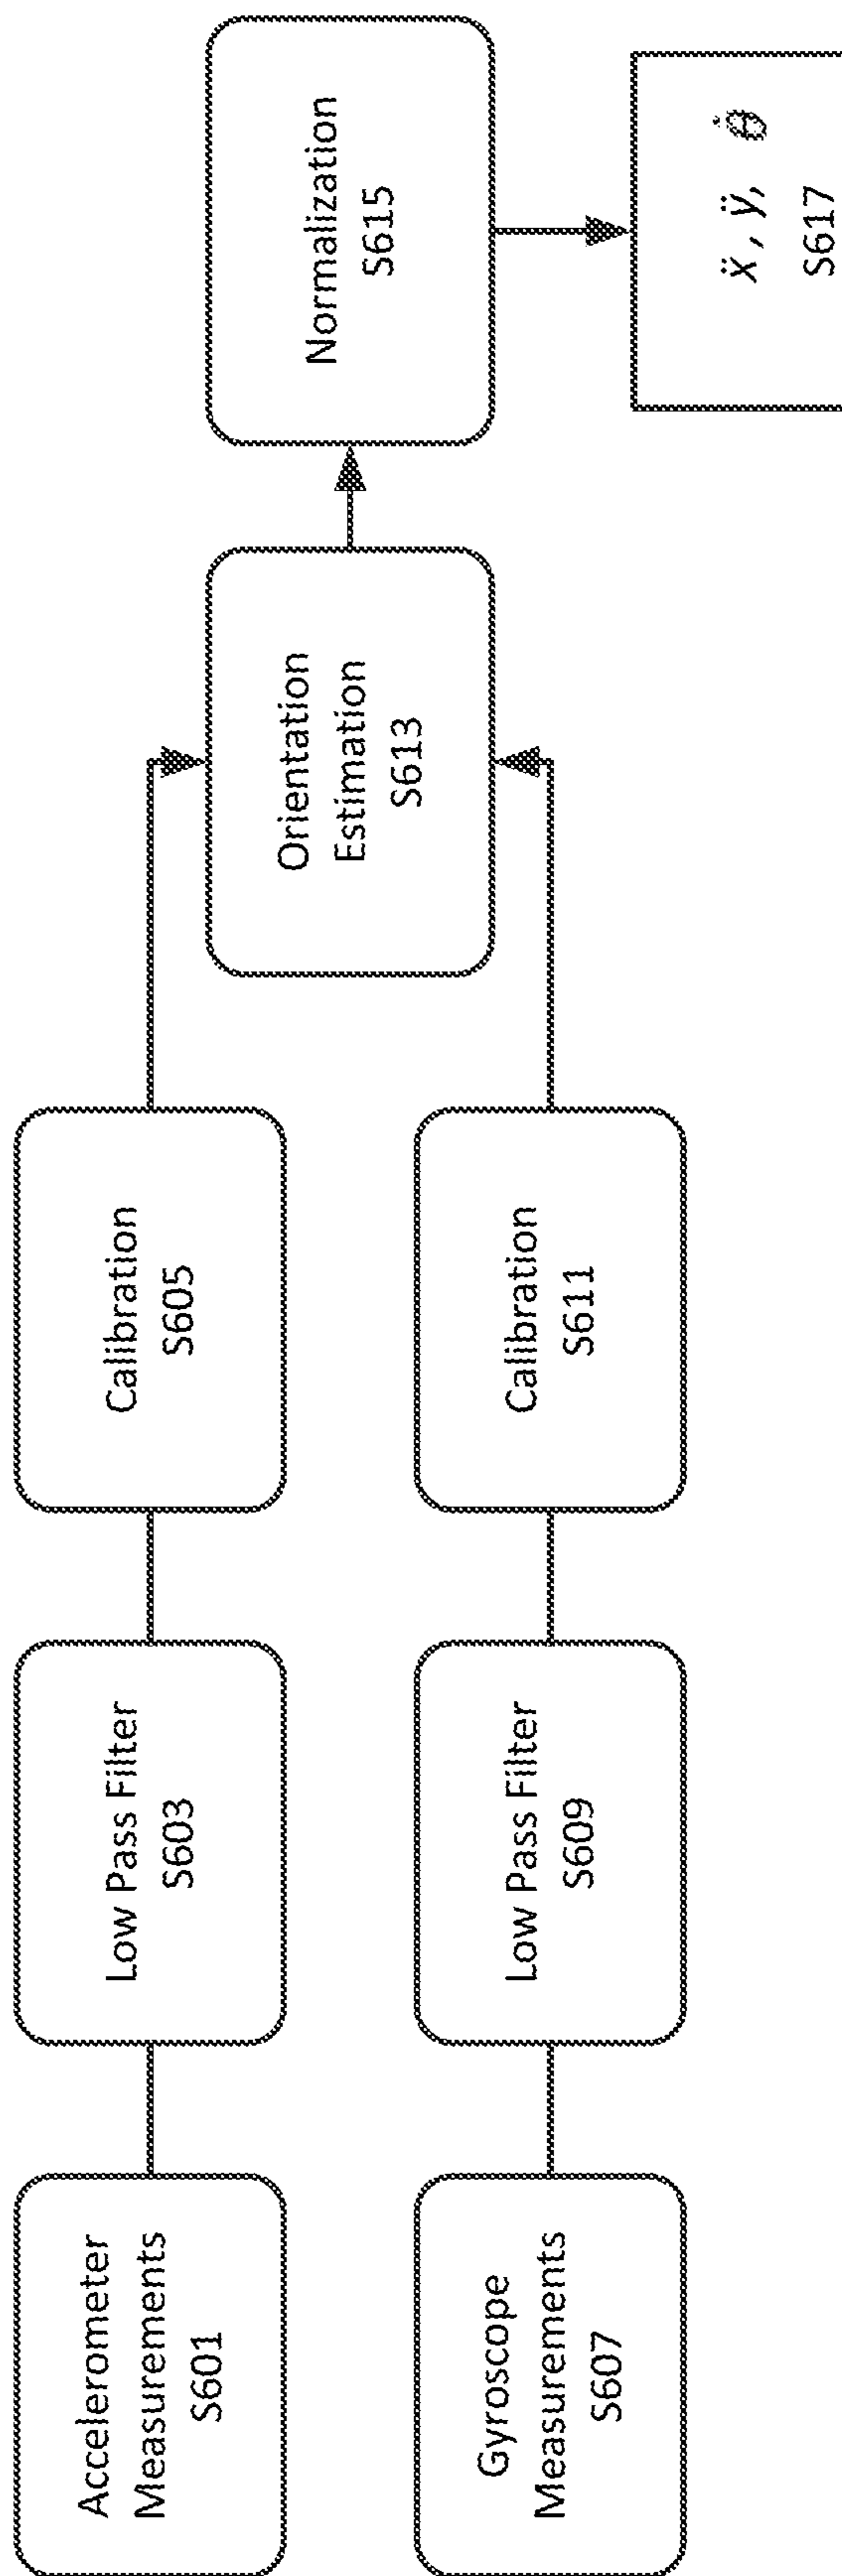 Accelerometer
Measurements
S601
Low Pass Filter
S603
Calibration
S605
Gyroscope
Measurements
S607
Low Pass Filter
S609
Calibration
S611
Orientation
Estimation
S613
Normalization
S615
ẍ , ÿ, θ̇
S617